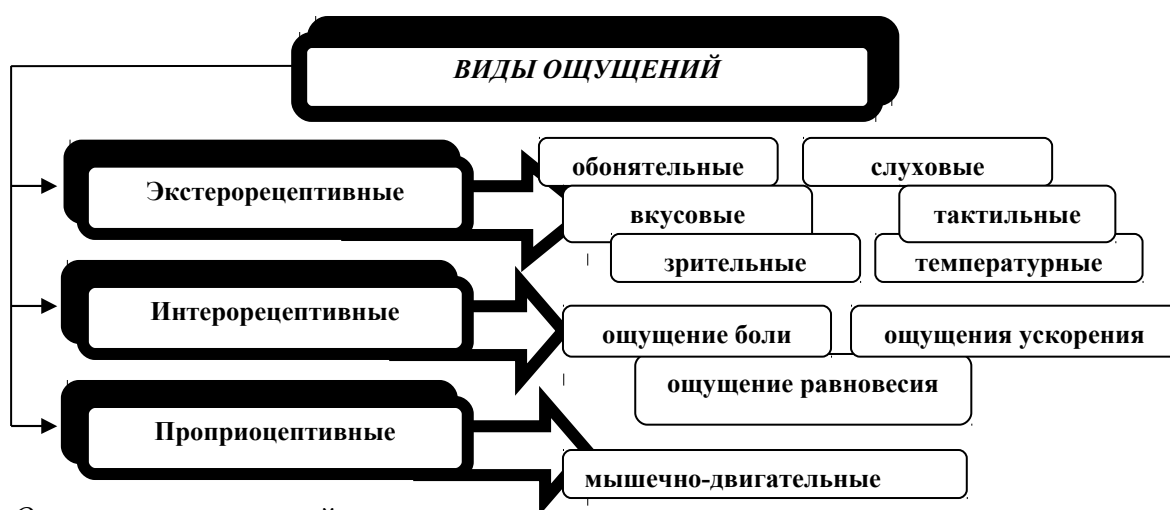 ВИДЫ ОЩУЩЕНИЙ
Экстерорецептивные
обонятельные
слуховые
вкусовые
тактильные
зрительные
температурные
Интерорецептивные
ощущение боли
ощущения ускорения
ощущение равновесия
Проприоцептивные
мышечно-двигательные